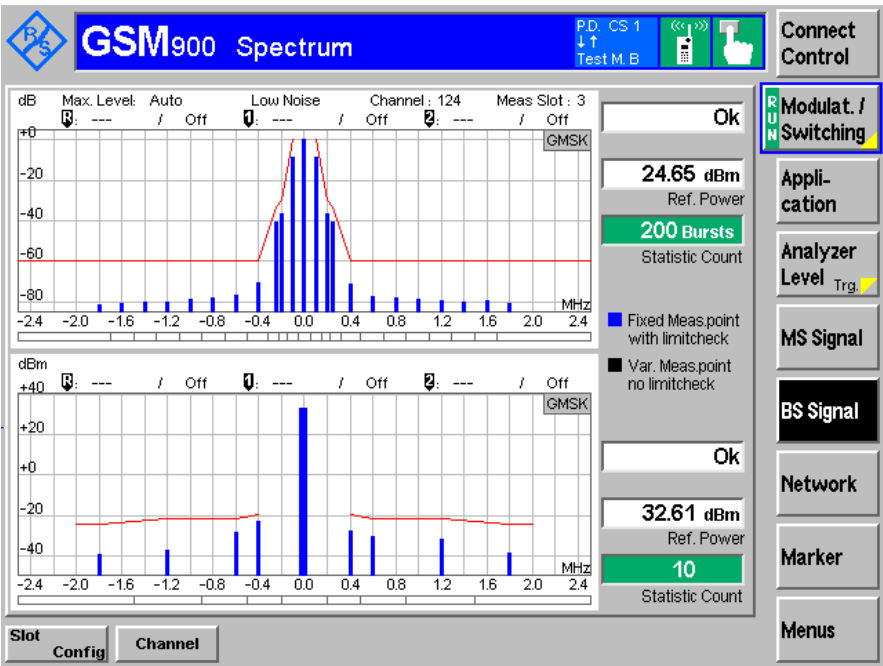 R&S
GSM900 Spectrum
P.D. CS 1
↓↑
Test M. B
Connect Control
dB Max. Level: Auto Low Noise Channel : 124 Meas Slot : 3
R: --- / Off 1: --- / Off 2: --- / Off
GMSK
+0
-20
-40
-60
-80
MHz
-2.4 -2.0 -1.6 -1.2 -0.8 -0.4 0.0 0.4 0.8 1.2 1.6 2.0 2.4
Ok
24.65 dBm
Ref. Power
200 Bursts
Statistic Count
Fixed Meas.point
with limitcheck
Var. Meas.point
no limitcheck
dBm
R: --- / Off 1: --- / Off 2: --- / Off
GMSK
+40
+20
+0
-20
-40
MHz
-2.4 -2.0 -1.6 -1.2 -0.8 -0.4 0.0 0.4 0.8 1.2 1.6 2.0 2.4
Ok
32.61 dBm
Ref. Power
10
Statistic Count
RUN
Modulat. /
Switching
Appli-
cation
Analyzer
Level Trg.
MS Signal
BS Signal
Network
Marker
Menus
Slot
Config
Channel